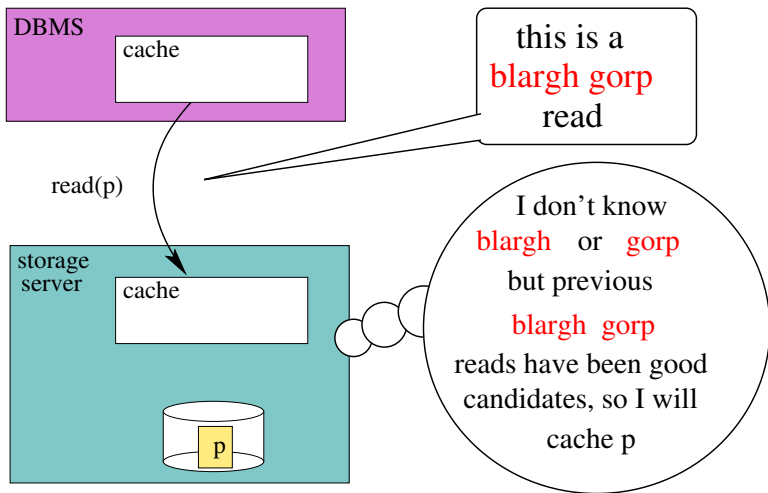 DBMS
cache
this is a
blargh gorp
read
read(p)
storage
server
cache
p
I don't know
blargh or gorp
but previous
blargh gorp
reads have been good
candidates, so I will
cache p